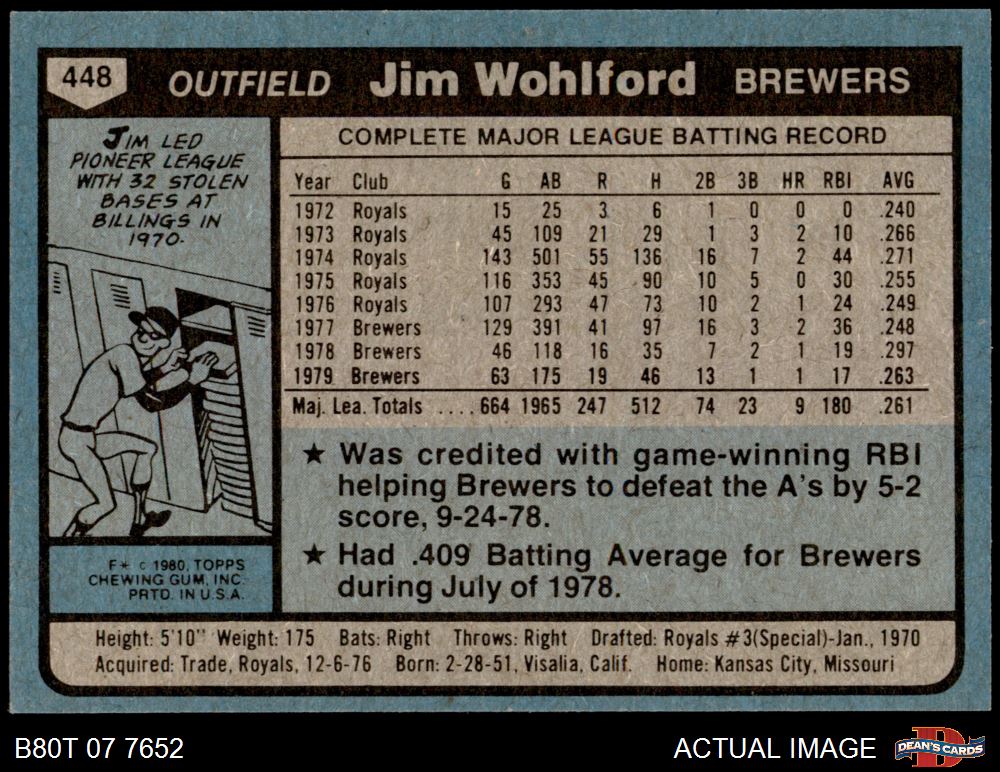 448 OUTFIELD Jim Wohlford BREWERS
JIM LED
PIONEER LEAGUE
WITH 32 STOLEN
BASES AT
BILLINGS IN
1970.
F* © 1980, TOPPS
CHEWING GUM, INC.
PRTD. IN U.S.A.
COMPLETE MAJOR LEAGUE BATTING RECORD
Year Club G AB R H 2B 3B HR RBI AVG
1972 Royals 15 25 3 6 1 0 0 0 .240
1973 Royals 45 109 21 29 1 3 2 10 .266
1974 Royals 143 501 55 136 16 7 2 44 .271
1975 Royals 116 353 45 90 10 5 0 30 .255
1976 Royals 107 293 47 73 10 2 1 24 .249
1977 Brewers 129 391 41 97 16 3 2 36 .248
1978 Brewers 46 118 16 35 7 2 1 19 .297
1979 Brewers 63 175 19 46 13 1 1 17 .263
Maj. Lea. Totals .... 664 1965 247 512 74 23 9 180 .261
★ Was credited with game-winning RBI
helping Brewers to defeat the A's by 5-2
score, 9-24-78.
★ Had .409 Batting Average for Brewers
during July of 1978.
Height: 5'10" Weight: 175 Bats: Right Throws: Right Drafted: Royals #3(Special)-Jan., 1970
Acquired: Trade, Royals, 12-6-76 Born: 2-28-51, Visalia, Calif. Home: Kansas City, Missouri
B80T 07 7652 ACTUAL IMAGE D DEAN'S CARDS